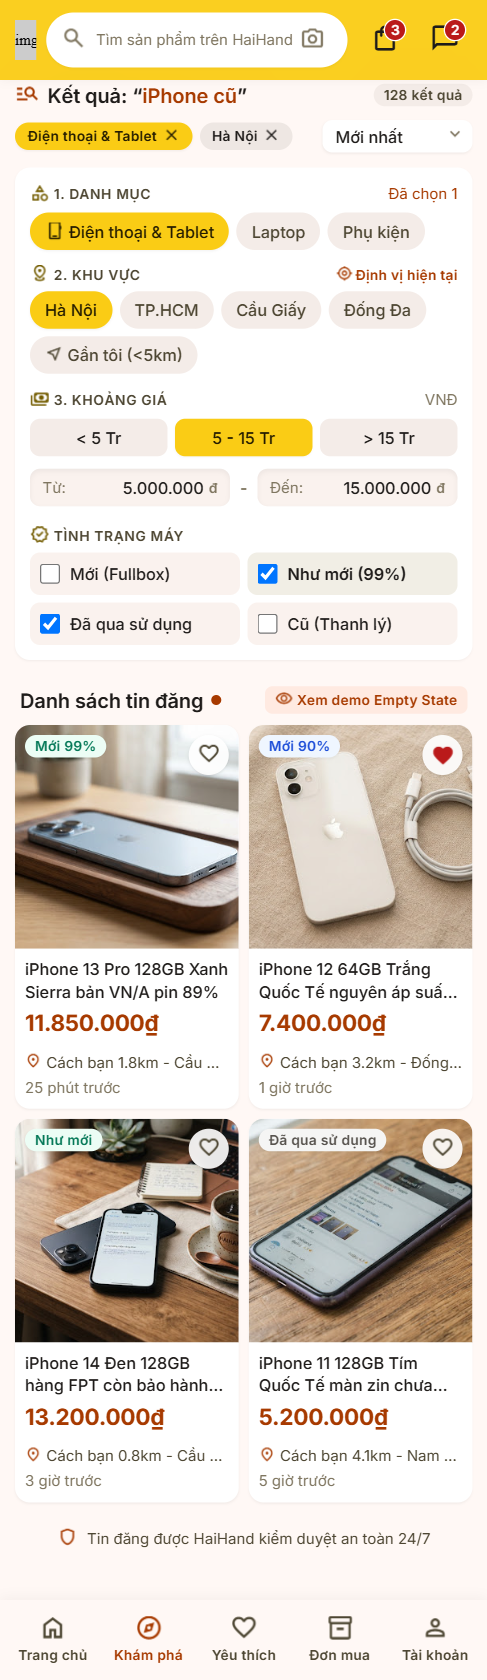 img
Tìm sản phẩm trên HaiHand
3
2
Kết quả: “iPhone cũ”
128 kết quả
Điện thoại & Tablet ✕
Hà Nội ✕
Mới nhất
1. DANH MỤC
Đã chọn 1
Điện thoại & Tablet
Laptop
Phụ kiện
2. KHU VỰC
Định vị hiện tại
Hà Nội
TP.HCM
Cầu Giấy
Đống Đa
Gần tôi (<5km)
3. KHOẢNG GIÁ
VNĐ
< 5 Tr
5 - 15 Tr
> 15 Tr
Từ: 5.000.000 đ
-
Đến: 15.000.000 đ
TÌNH TRẠNG MÁY
Mới (Fullbox)
Như mới (99%)
Đã qua sử dụng
Cũ (Thanh lý)
Danh sách tin đăng
Xem demo Empty State
Mới 99%
iPhone 13 Pro 128GB Xanh
Sierra bản VN/A pin 89%
11.850.000₫
Cách bạn 1.8km - Cầu ...
25 phút trước
Mới 90%
iPhone 12 64GB Trắng
Quốc Tế nguyên áp suấ...
7.400.000₫
Cách bạn 3.2km - Đống...
1 giờ trước
Như mới
iPhone 14 Đen 128GB
hàng FPT còn bảo hành...
13.200.000₫
Cách bạn 0.8km - Cầu ...
3 giờ trước
Đã qua sử dụng
iPhone 11 128GB Tím
Quốc Tế màn zin chưa...
5.200.000₫
Cách bạn 4.1km - Nam ...
5 giờ trước
Tin đăng được HaiHand kiểm duyệt an toàn 24/7
Trang chủ
Khám phá
Yêu thích
Đơn mua
Tài khoản